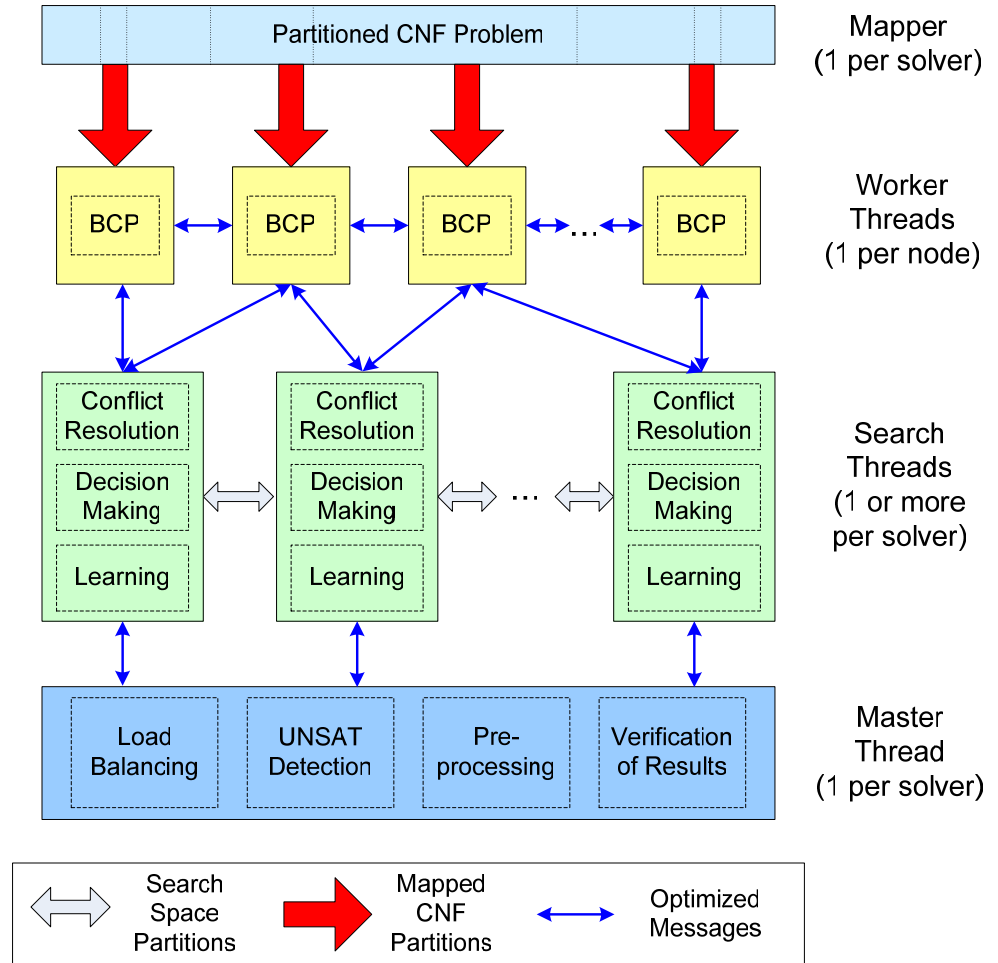 Partitioned CNF Problem
Mapper
(1 per solver)
BCP
BCP
BCP
...
BCP
Worker
Threads
(1 per node)
Conflict
Resolution
Decision
Making
Learning
Conflict
Resolution
Decision
Making
Learning
...
Conflict
Resolution
Decision
Making
Learning
Search
Threads
(1 or more
per solver)
Load
Balancing
UNSAT
Detection
Pre-
processing
Verification
of Results
Master
Thread
(1 per solver)
Search
Space
Partitions
Mapped
CNF
Partitions
Optimized
Messages